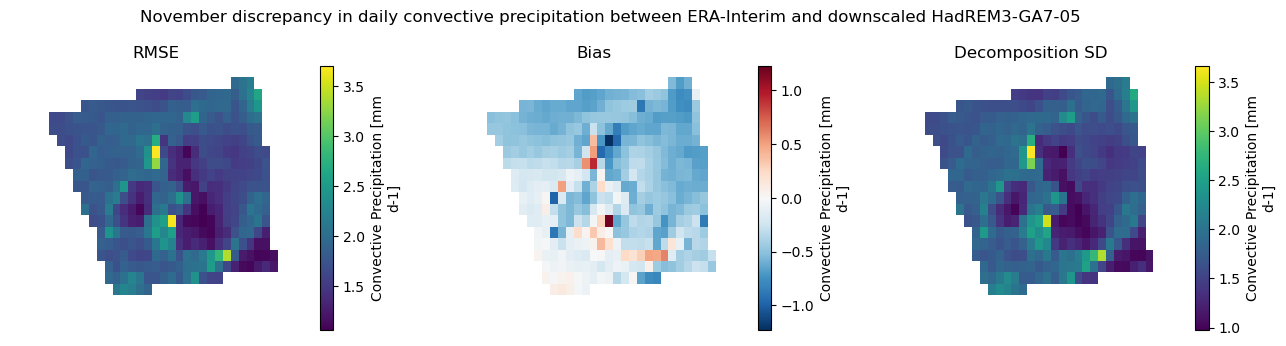 November discrepancy in daily convective precipitation between ERA-Interim and downscaled HadREM3-GA7-05
RMSE
3.5
3.0
2.5
2.0
1.5
Convective Precipitation [mm
d-1]
Bias
1.0
0.5
0.0
−0.5
−1.0
Convective Precipitation [mm
d-1]
Decomposition SD
3.5
3.0
2.5
2.0
1.5
1.0
Convective Precipitation [mm
d-1]